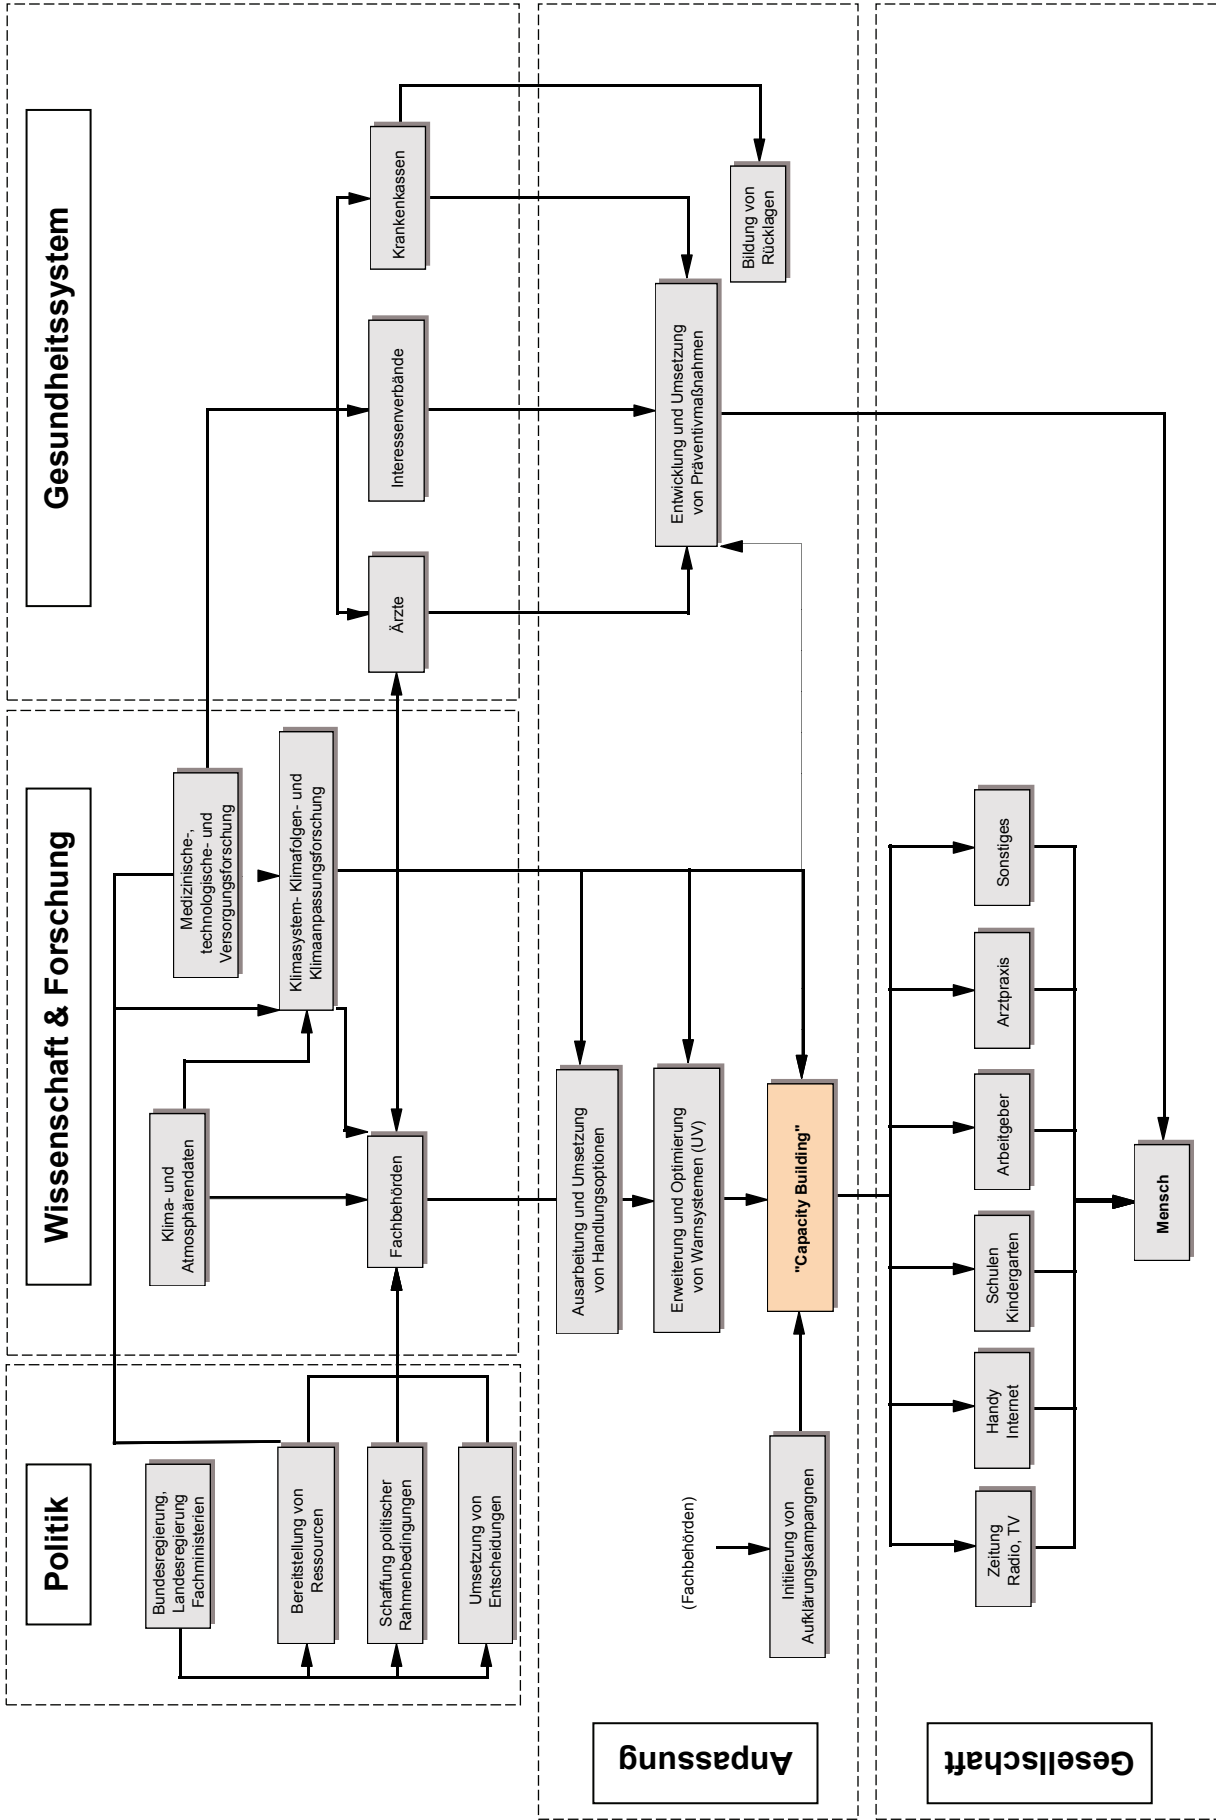 Politik
Wissenschaft & Forschung
Gesundheitssystem
Bundesregierung,
Landesregierung
Fachministerien
Bereitstellung von
Ressourcen
Schaffung politischer
Rahmenbedingungen
Umsetzung von
Entscheidungen
Klima- und
Atmosphärendaten
Medizinische-,
technologische- und
Versorgungsforschung
Klimasystem- Klimafolgen- und
Klimaanpassungsforschung
Fachbehörden
Ärzte
Interessenverbände
Krankenkassen
Anpassung
Ausarbeitung und Umsetzung
von Handlungsoptionen
Erweiterung und Optimierung
von Warnsystemen (UV)
"Capacity Building"
(Fachbehörden)
Initiierung von
Aufklärungskampangnen
Entwicklung und Umsetzung
von Präventivmaßnahmen
Bildung von
Rücklagen
Gesellschaft
Zeitung
Radio, TV
Handy
Internet
Schulen
Kindergarten
Arbeitgeber
Arztpraxis
Sonstiges
Mensch